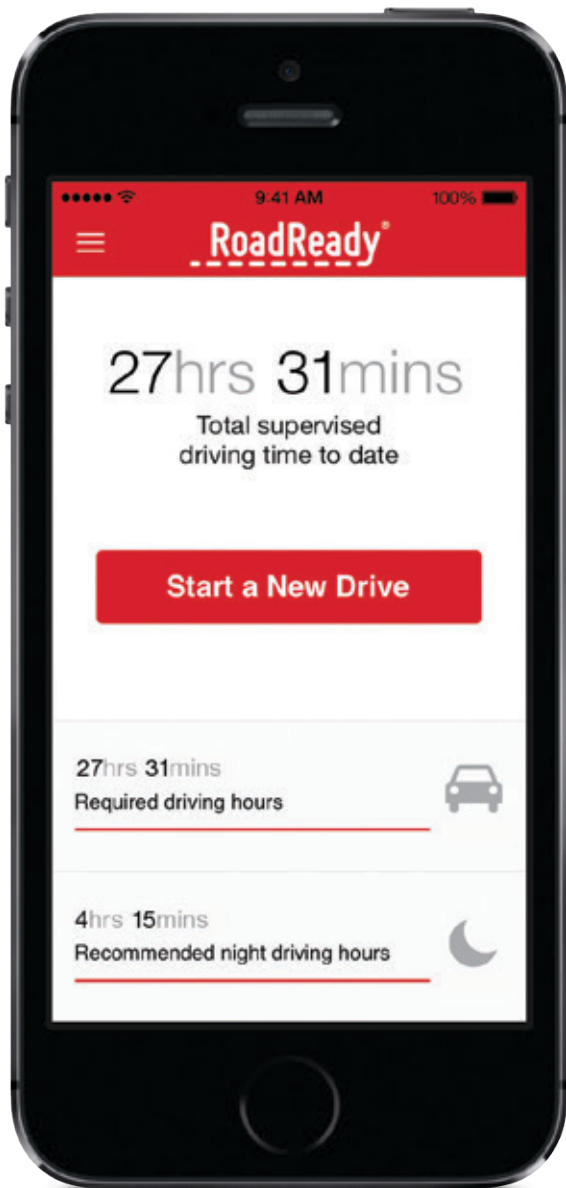 9:41 AM 100%
RoadReady®
27hrs 31mins
Total supervised
driving time to date
Start a New Drive
27hrs 31mins
Required driving hours
4hrs 15mins
Recommended night driving hours